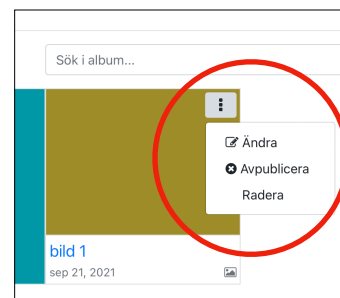 Sök i album...
Ändra
Avpublicera
Radera
bild 1
sep 21, 2021